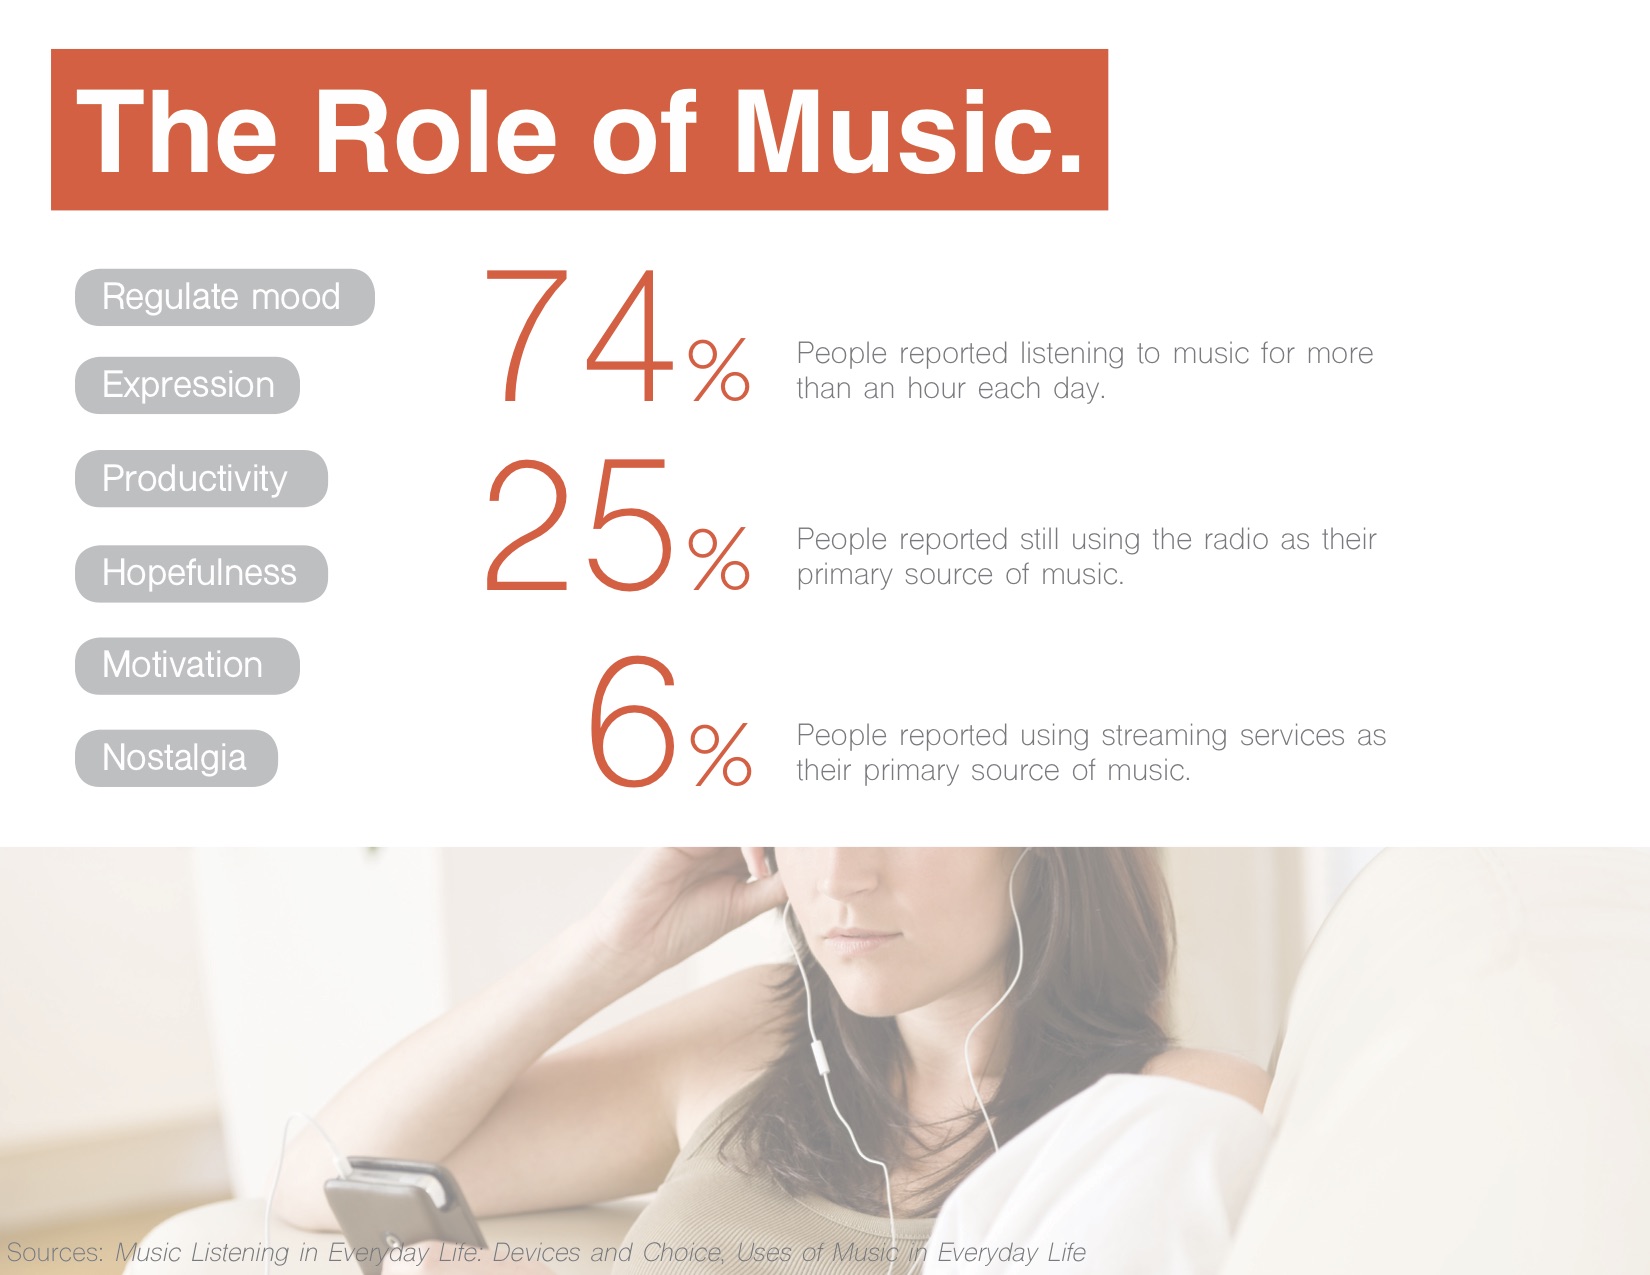 The Role of Music.
Regulate mood
Expression
Productivity
Hopefulness
Motivation
Nostalgia
74%
People reported listening to music for more
than an hour each day.
25%
People reported still using the radio as their
primary source of music.
6%
People reported using streaming services as
their primary source of music.
Sources: Music Listening in Everyday Life: Devices and Choice, Uses of Music in Everyday Life